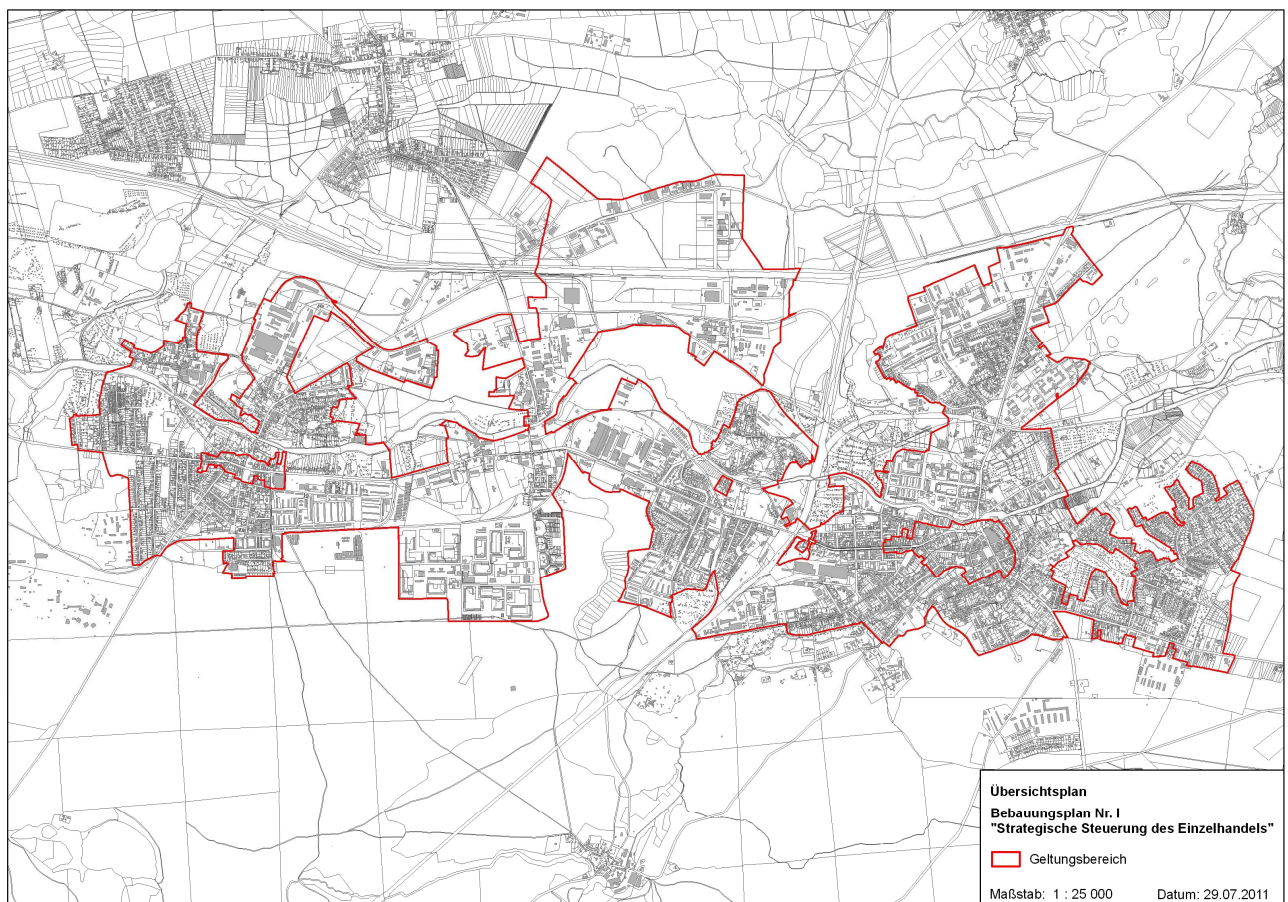 Übersichtsplan
Bebauungsplan Nr. I
"Strategische Steuerung des Einzelhandels"
Geltungsbereich
Maßstab: 1 : 25 000 Datum: 29.07.2011